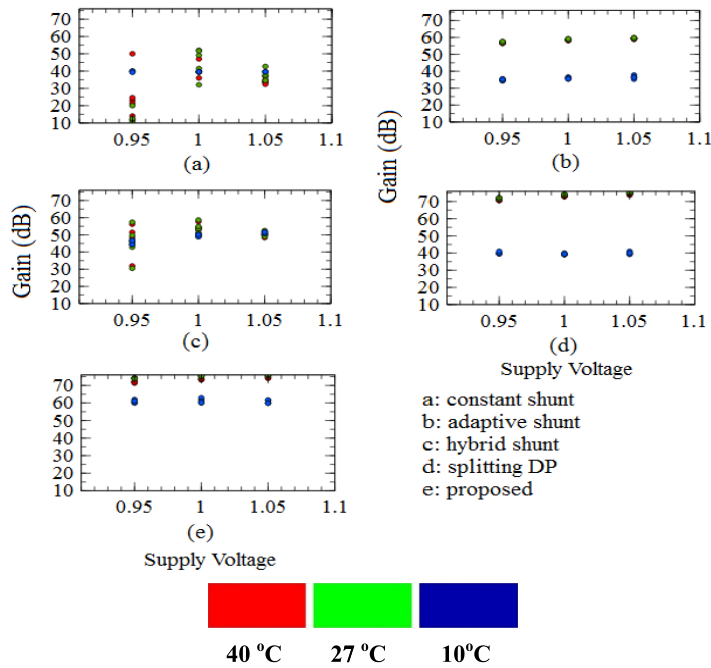 70
60
50
40
30
20
10
0.95 1 1.05 1.1
(a)
70
60
50
40
30
20
10
0.95 1 1.05 1.1
(b)
Gain (dB)
70
60
50
40
30
20
10
0.95 1 1.05 1.1
(c)
Gain (dB)
70
60
50
40
30
20
10
0.95 1 1.05 1.1
(d)
Supply Voltage
70
60
50
40
30
20
10
0.95 1 1.05 1.1
(e)
Supply Voltage
a: constant shunt
b: adaptive shunt
c: hybrid shunt
d: splitting DP
e: proposed
40 °C 27 °C 10°C